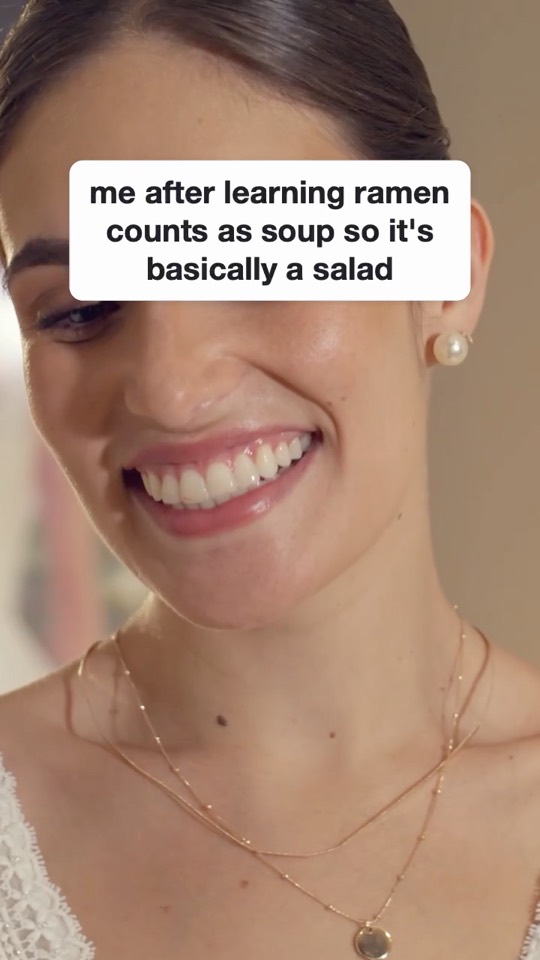 me after learning ramen
counts as soup so it's
basically a salad